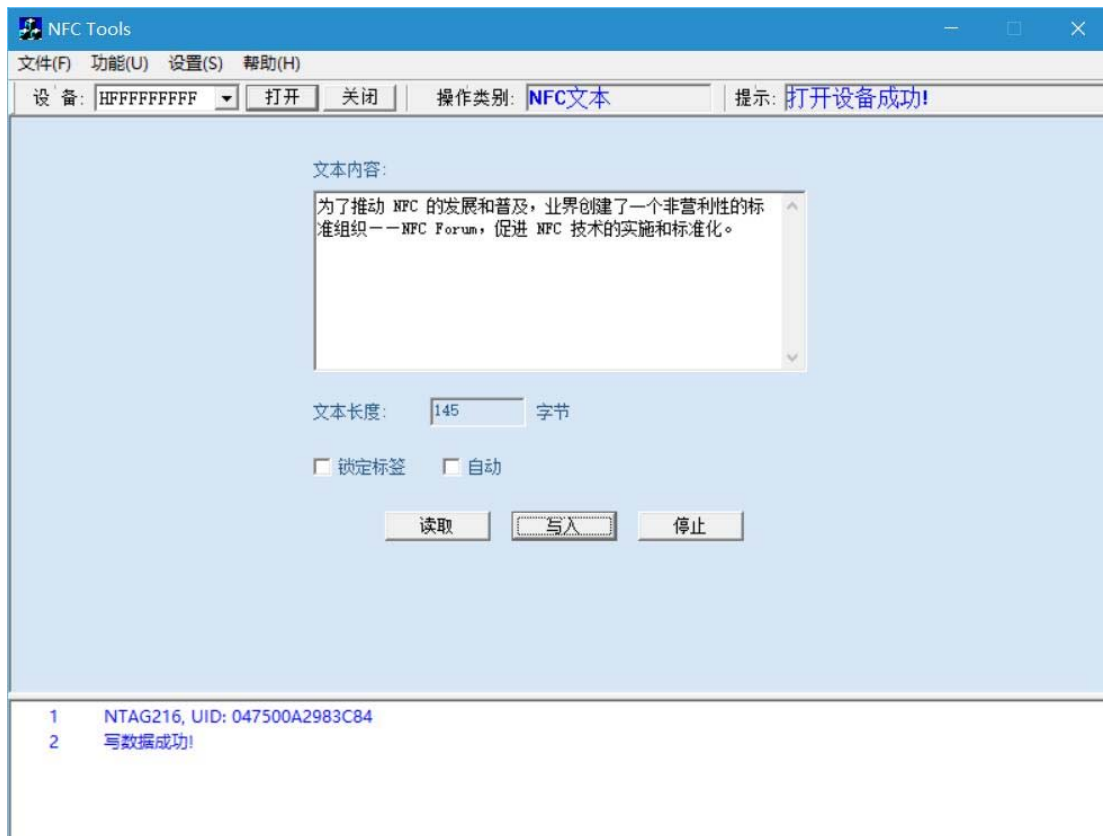 NFC Tools
文件(F) 功能(U) 设置(S) 帮助(H)
设 备: HFFFFFFFFF 打开 关闭 操作类别: NFC文本 提示: 打开设备成功!
文本内容:
为了推动 NFC 的发展和普及，业界创建了一个非营利性的标
准组织——NFC Forum，促进 NFC 技术的实施和标准化。
文本长度: 145 字节
锁定标签 自动
读取 写入 停止
1 NTAG216, UID: 047500A2983C84
2 写数据成功!